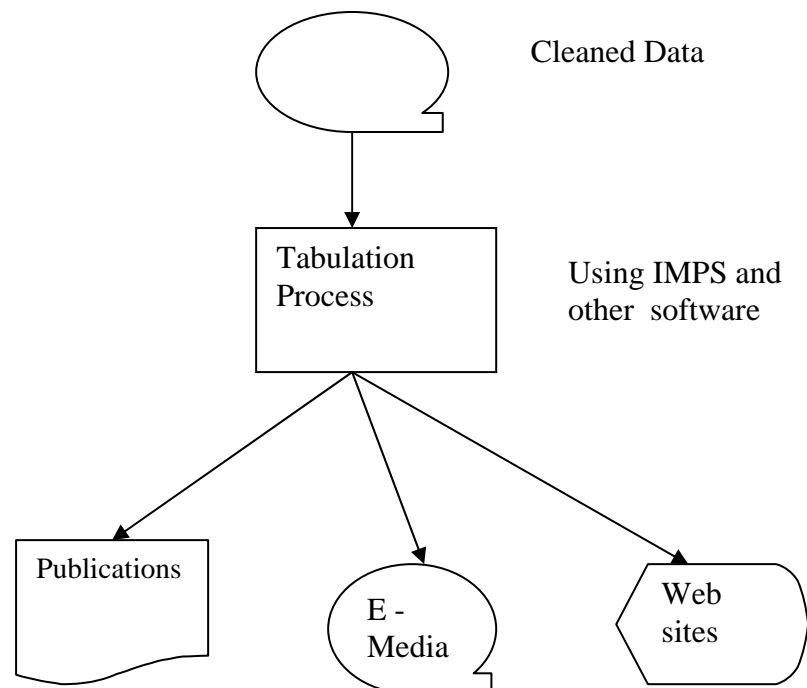 Cleaned Data
Tabulation
Process
Using IMPS and
other software
Publications
E -
Media
Web
sites